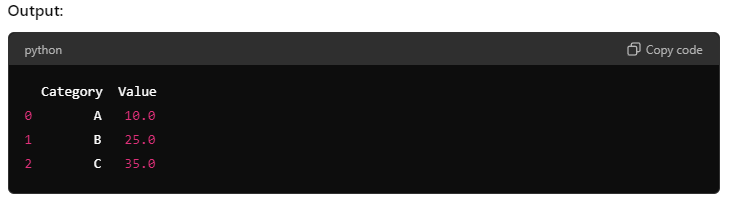 Output:
python Copy code
Category Value
0 A 10.0
1 B 25.0
2 C 35.0